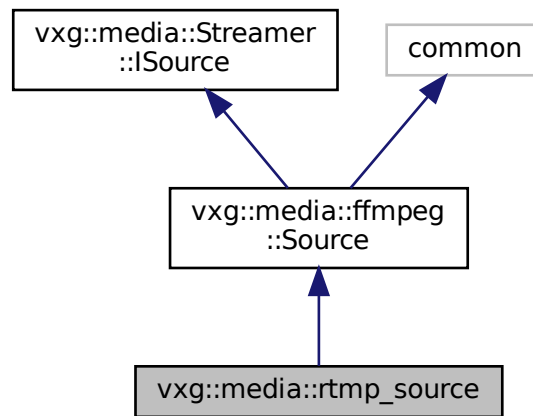 vxg::media::Streamer
::ISource
common
vxg::media::ffmpeg
::Source
vxg::media::rtmp_source